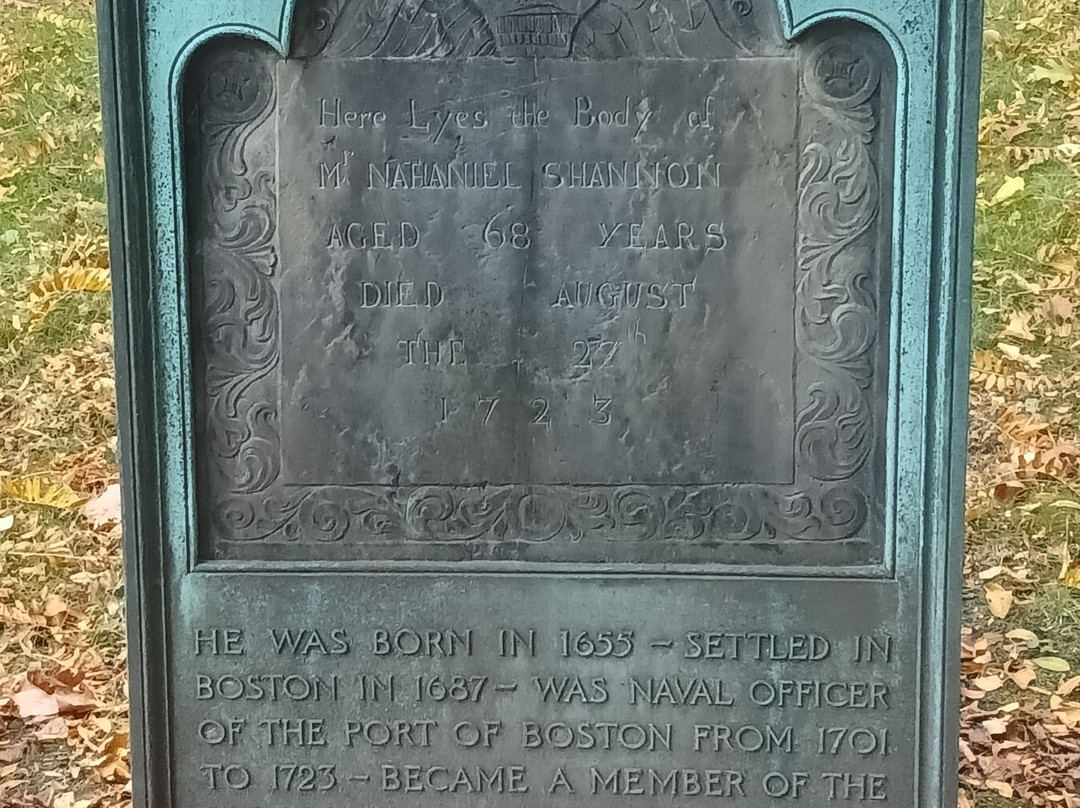 Here Lyes the Body of
Mr NATHANIEL SHANNON
AGED 68 YEARS
DIED AUGUST
THE 27th
1723
HE WAS BORN IN 1655 – SETTLED IN
BOSTON IN 1687 – WAS NAVAL OFFICER
OF THE PORT OF BOSTON FROM 1701
TO 1723 – BECAME A MEMBER OF THE